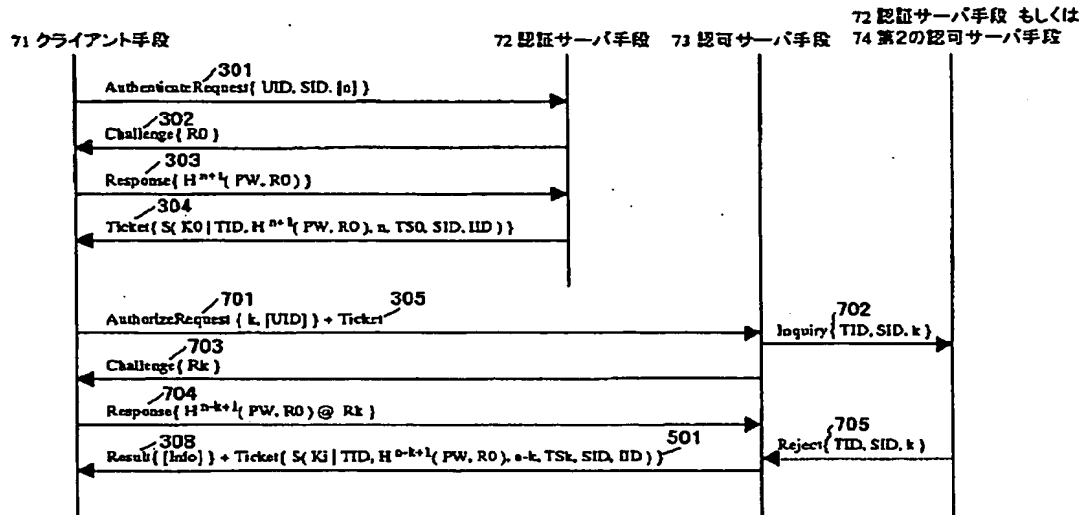 72 認証サーバ手段 もしくは
71 クライアント手段
72 認証サーバ手段
73 認可サーバ手段
74 第2の認可サーバ手段
301
AuthenticateRequest{ UID, SID, [n] }
302
Challenge{ R0 }
303
Response{ H^{n+1}( PW, R0) }
304
Ticket{ S( K0 | TID, H^{n+1}( PW, R0), n, TS0, SID, IID ) }
701
305
AuthorizeRequest { k, [UID] } + Ticket
702
Inquiry{ TID, SID, k }
703
Challenge{ Rk }
704
Response{ H^{n-k+1}( PW, R0) @ Rk }
705
Reject{ TID, SID, k }
308
501
Result{ [Info] } + Ticket{ S( Kj | TID, H^{n-k+1}( PW, R0), n-k, TSk, SID, IID ) }